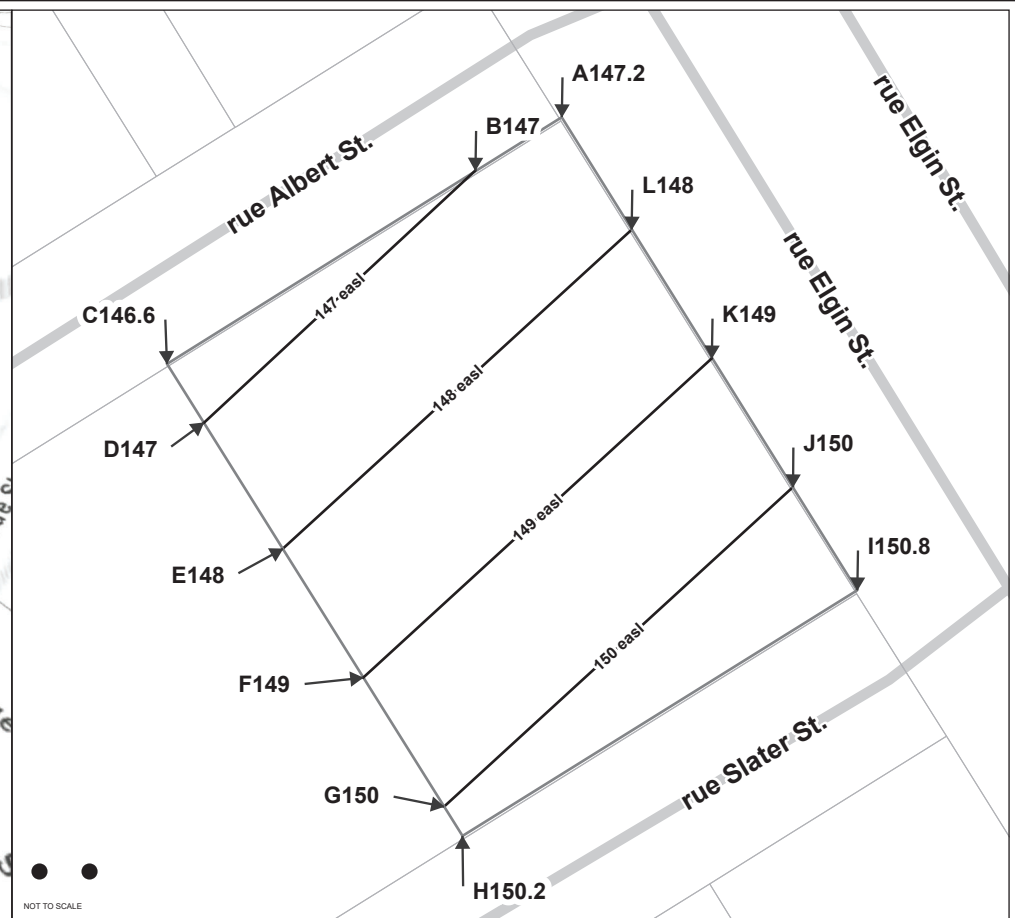 A147.2
rue Elgin St.
B147
rue Albert St.
L148
rue Elgin St.
147 easl
C146.6
K149
148 easl
D147
J150
149 easl
E148
I150.8
150 easl
F149
rue Slater St.
G150
H150.2
NOT TO SCALE